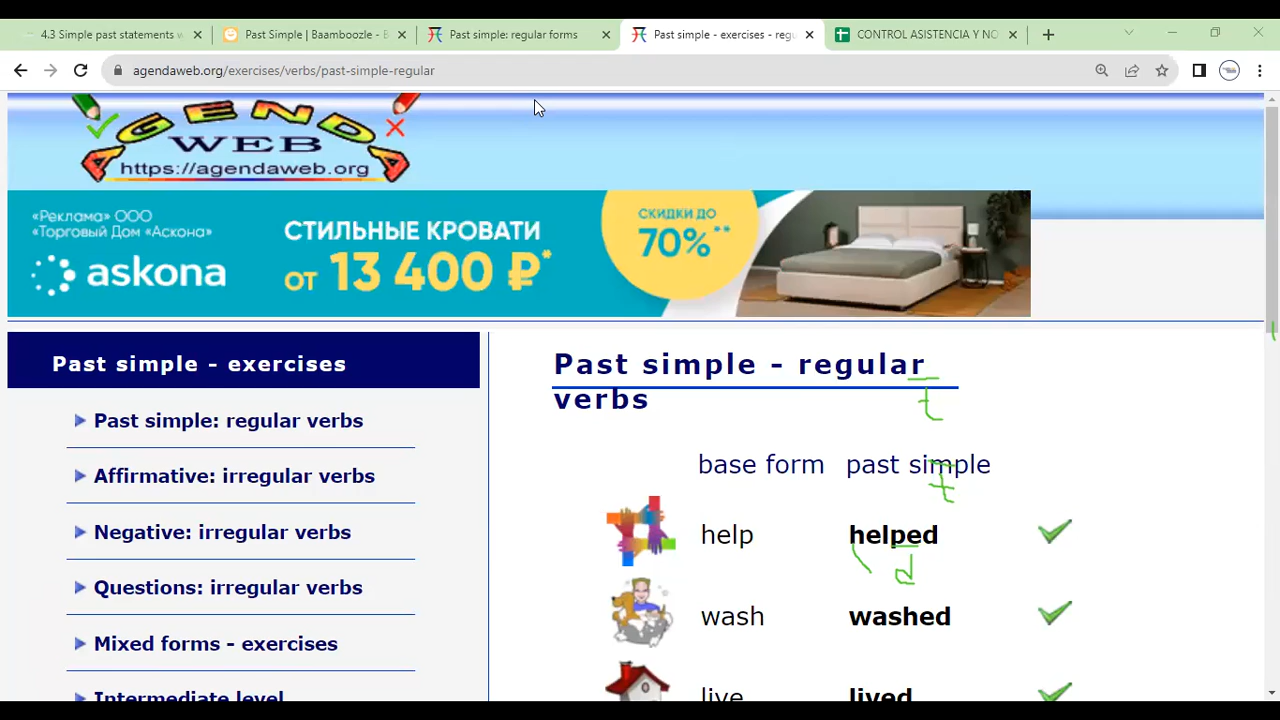 4.3 Simple past statements w
Past Simple | Baamboozle - B
Past simple: regular forms
Past simple - exercises - regu
CONTROL ASISTENCIA Y NO
agendaweb.org/exercises/verbs/past-simple-regular
AGENDA
WEB
https://agendaweb.org
«Реклама» ООО
«Торговый Дом «Аскона»
askona
СТИЛЬНЫЕ КРОВАТИ
от 13 400 ₽*
СКИДКИ ДО
70%**
Past simple - exercises
Past simple: regular verbs
Affirmative: irregular verbs
Negative: irregular verbs
Questions: irregular verbs
Mixed forms - exercises
Intermediate level
Past simple - regular
verbs
t
base form past simple
t
help helped
d
wash washed
live lived